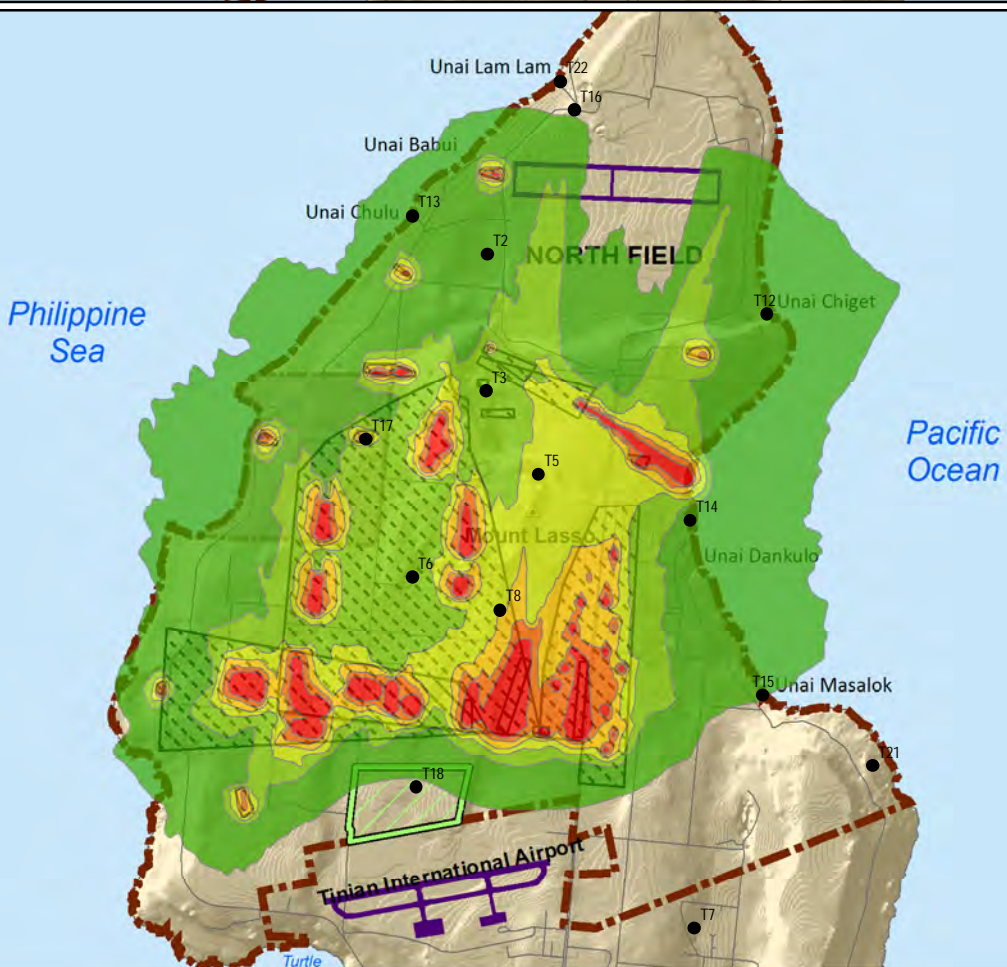 Unai Lam Lam
T22
T16
Unai Babui
T13
Unai Chulu
T2
NORTH FIELD
T12
Unai Chiget
Philippine
Sea
T3
T17
Pacific
Ocean
T5
T14
Mount Lasso
Unai Dankulo
T6
T8
T15
Unai Masalok
T21
T18
Tinian International Airport
T7
Turtle